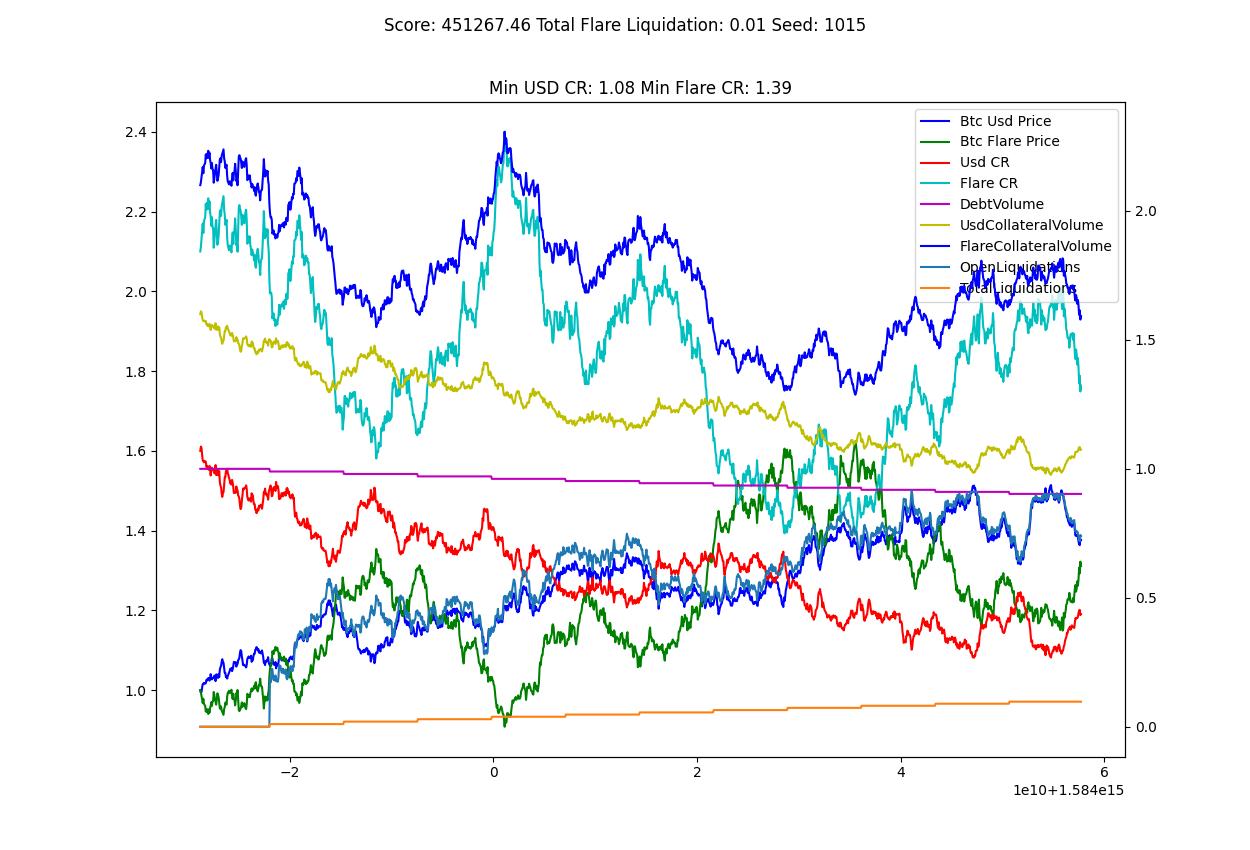 Score: 451267.46 Total Flare Liquidation: 0.01 Seed: 1015
Min USD CR: 1.08 Min Flare CR: 1.39
Btc Usd Price
Btc Flare Price
Usd CR
Flare CR
DebtVolume
UsdCollateralVolume
FlareCollateralVolume
OpenLiquidations
TotalLiquidations
2.4
2.2
2.0
1.8
1.6
1.4
1.2
1.0
2.0
1.5
1.0
0.5
0.0
−2
0
2
4
6
1e10+1.584e15